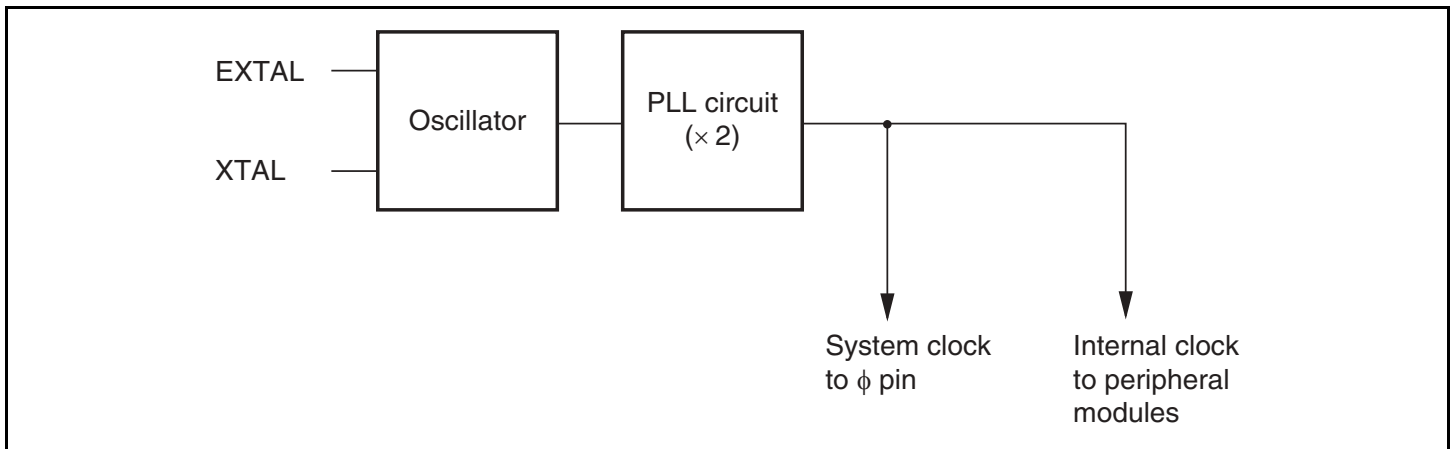 EXTAL
XTAL
Oscillator
PLL circuit
(× 2)
System clock
to ϕ pin
Internal clock
to peripheral
modules